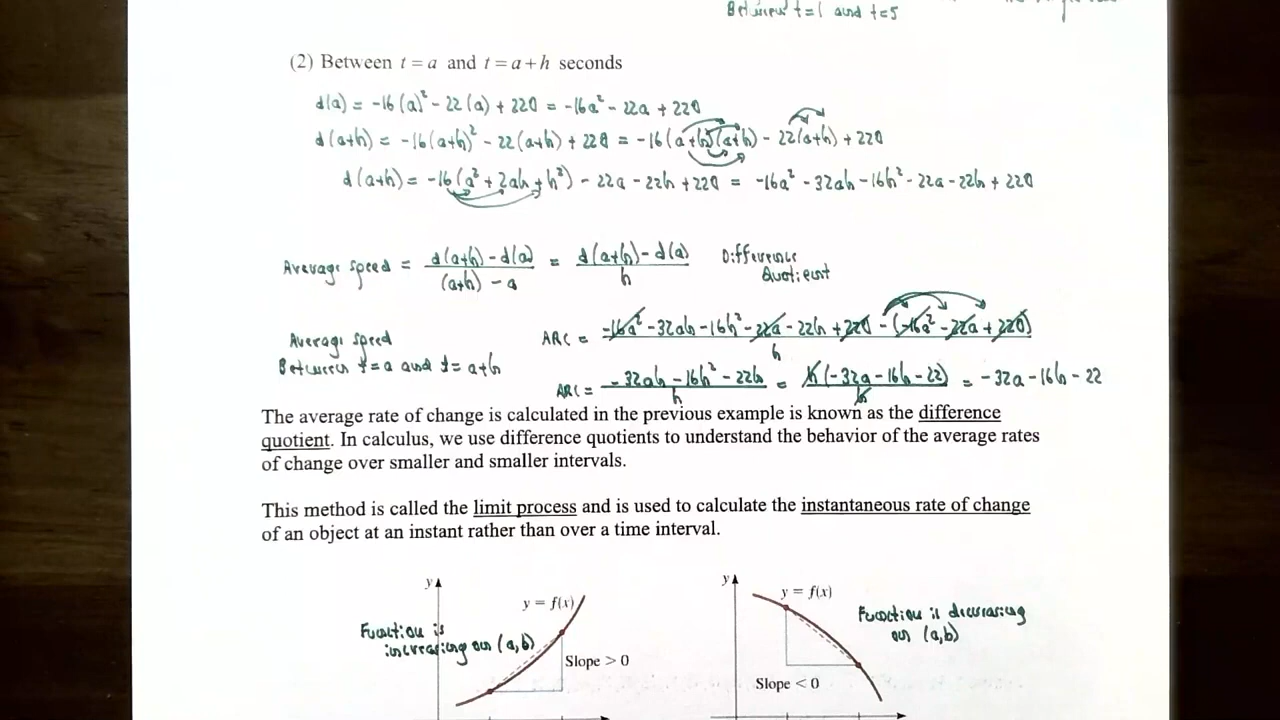 Between t=1 and t=5
(2) Between t = a and t = a + h seconds
d(a) = -16(a)² - 22(a) + 220 = -16a² - 22a + 220
d(a+h) = -16(a+h)² - 22(a+h) + 220 = -16(a+h)(a+h) - 22(a+h) + 220
d(a+h) = -16(a² + 2ah + h²) - 22a - 22h + 220 = -16a² - 32ah - 16h² - 22a - 22h + 220
Average speed = d(a+h) - d(a) / (a+h) - a = d(a+h) - d(a) / h Difference Quotient
Average speed
Between t=a and t=a+h
ARC = -16a² - 32ah - 16h² - 22a - 22h + 220 - (-16a² - 22a + 220) / h
ARC = -32ah - 16h² - 22h / h = h(-32a - 16h - 22) / h = -32a - 16h - 22
The average rate of change is calculated in the previous example is known as the difference
quotient. In calculus, we use difference quotients to understand the behavior of the average rates
of change over smaller and smaller intervals.
This method is called the limit process and is used to calculate the instantaneous rate of change
of an object at an instant rather than over a time interval.
y
y = f(x)
Function is
increasing on (a,b)
Slope > 0
y
y = f(x)
Function is decreasing
on (a,b)
Slope < 0